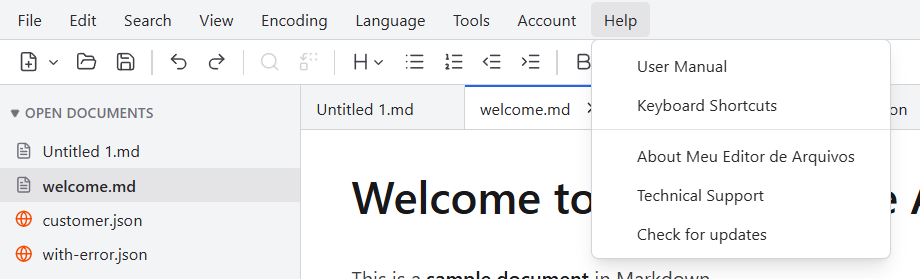 File Edit Search View Encoding Language Tools Account Help
H B
User Manual
Keyboard Shortcuts
About Meu Editor de Arquivos
Technical Support
Check for updates
OPEN DOCUMENTS
Untitled 1.md
welcome.md
customer.json
with-error.json
Untitled 1.md welcome.md on
Welcome to e A
This is a sample document in Markdown